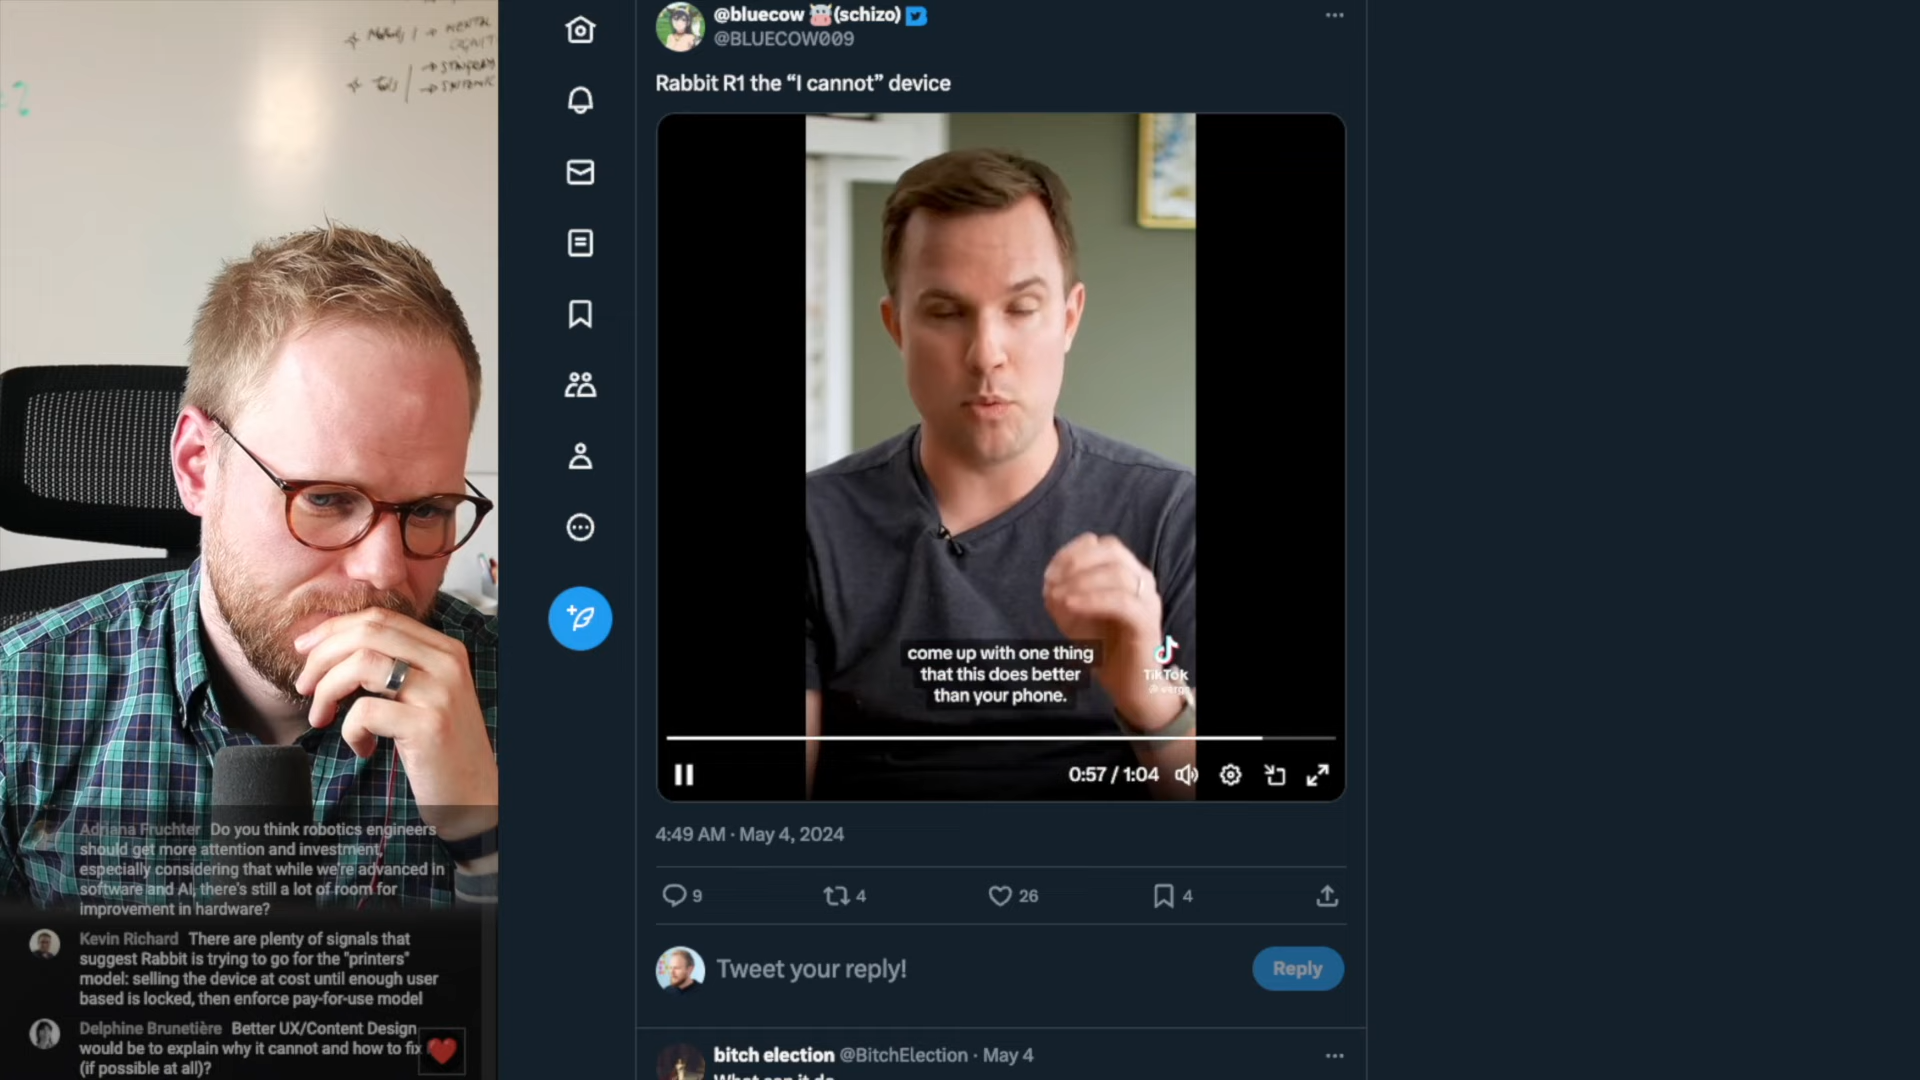 METHODS
MENTAL
TOOLS
@bluecow (schizo)
@BLUECOW009
Rabbit R1 the “I cannot” device
come up with one thing
that this does better
than your phone.
TikTok
0:57 / 1:04
4:49 AM · May 4, 2024
9
4
26
4
Tweet your reply!
Reply
bitch election @BitchElection · May 4
What can it do
Adriana Fruchter Do you think robotics engineers
should get more attention and investment,
especially considering that while we're advanced in
software and AI, there's still a lot of room for
improvement in hardware?
Kevin Richard There are plenty of signals that
suggest Rabbit is trying to go for the "printers"
model: selling the device at cost until enough user
based is locked, then enforce pay-for-use model
Delphine Brunetière Better UX/Content Design
would be to explain why it cannot and how to fix
(if possible at all)?